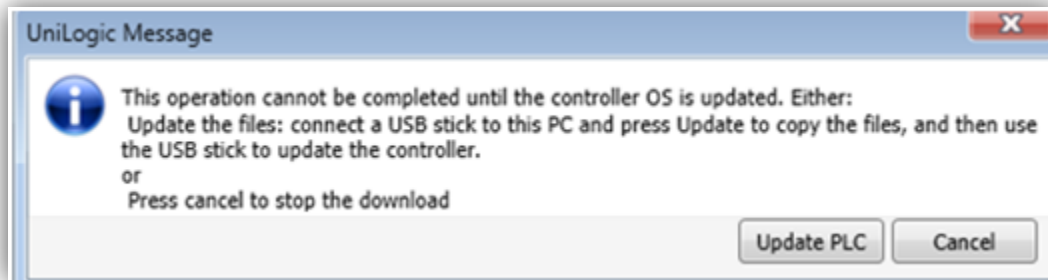 UniLogic Message
This operation cannot be completed until the controller OS is updated. Either:
Update the files: connect a USB stick to this PC and press Update to copy the files, and then use
the USB stick to update the controller.
or
Press cancel to stop the download
Update PLC
Cancel